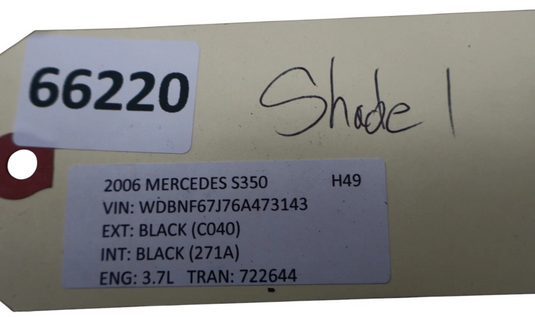 66220
Shade 1
2006 MERCEDES S350 H49
VIN: WDBNF67J76A473143
EXT: BLACK (C040)
INT: BLACK (271A)
ENG: 3.7L TRAN: 722644